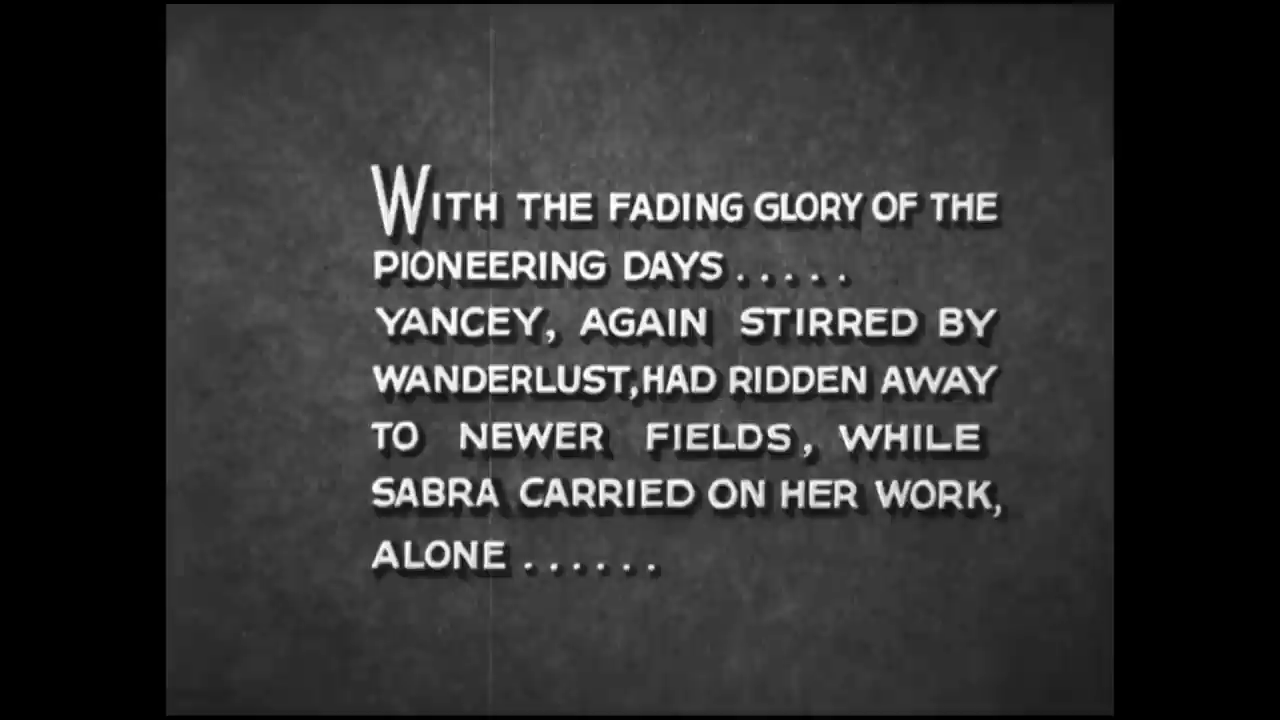 WITH THE FADING GLORY OF THE
PIONEERING DAYS . . . . .
YANCEY, AGAIN STIRRED BY
WANDERLUST, HAD RIDDEN AWAY
TO NEWER FIELDS, WHILE
SABRA CARRIED ON HER WORK,
ALONE . . . . . .